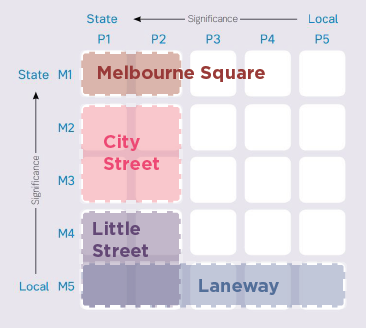 State Significance Local
P1 P2 P3 P4 P5
State M1 Melbourne Square
Significance
M2
City
Street
M3
M4
Little
Street
Local M5 Laneway